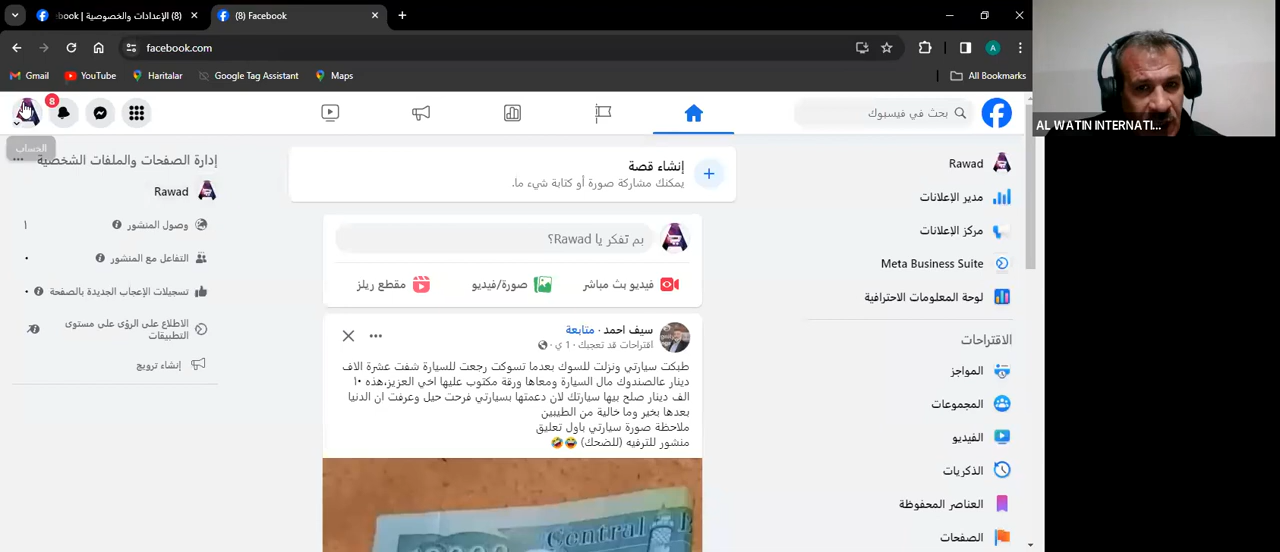 (8) الإعدادات والخصوصية | ebook
(8) Facebook
facebook.com
A
Gmail
YouTube
Haritalar
Google Tag Assistant
Maps
All Bookmarks
AL WATIN INTERNATI...
8
بحث في فيسبوك
الحساب
إدارة الصفحات والملفات الشخصية
Rawad
وصول المنشور
١
التفاعل مع المنشور
٠
تسجيلات الإعجاب الجديدة بالصفحة
٠
الاطلاع على الرؤى على مستوى
التطبيقات
إنشاء ترويج
إنشاء قصة
يمكنك مشاركة صورة أو كتابة شيء ما.
بم تفكر يا Rawad؟
فيديو بث مباشر
صورة/فيديو
مقطع ريلز
سيف احمد · متابعة
اقتراحات قد تعجبك · 1 ي ·
طبكت سيارتي ونزلت للسوك بعدما تسوكت رجعت للسيارة شفت عشرة الاف
دينار عالصندوك مال السيارة ومعاها ورقة مكتوب عليها اخي العزيز،هذه ١٠
الف دينار صلح بيها سيارتك لان دعمتها بسيارتي فرحت حيل وعرفت ان الدنيا
بعدها بخير وما خالية من الطيبين
ملاحظة صورة سيارتي باول تعليق
منشور للترفيه (للضحك) 😂🤣
Central
Rawad
مدير الإعلانات
مركز الإعلانات
Meta Business Suite
لوحة المعلومات الاحترافية
الاقتراحات
المواجز
المجموعات
الفيديو
الذكريات
العناصر المحفوظة
الصفحات